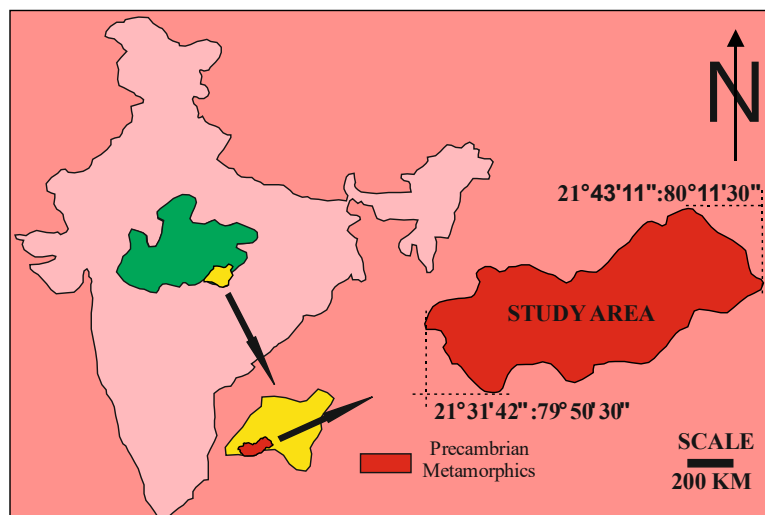 N
21°43'11":80°11'30"
STUDY AREA
21°31'42":79°50'30"
Precambrian
Metamorphics
SCALE
200 KM